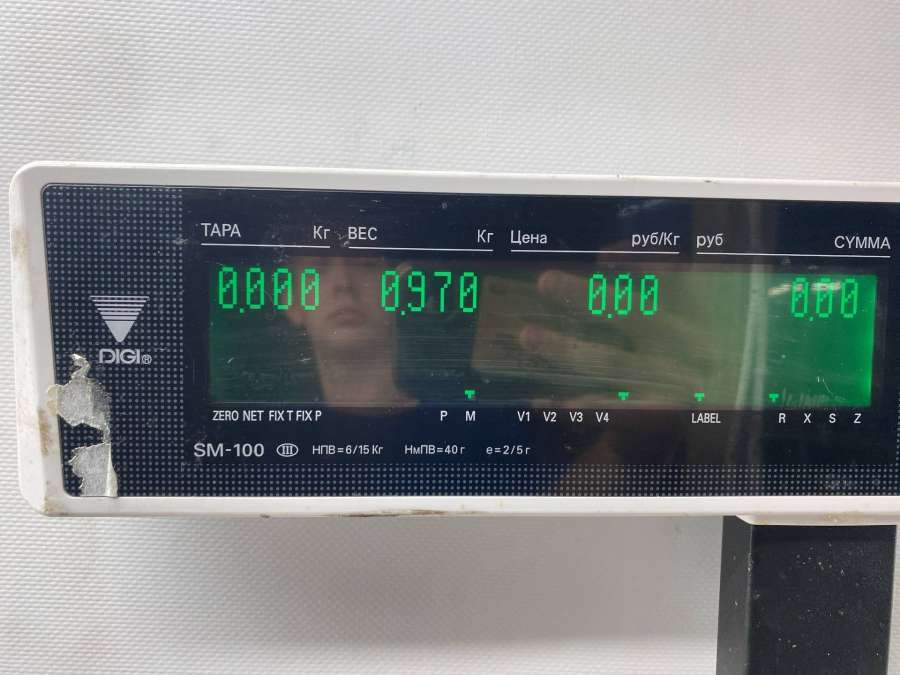 ТАРА Кг ВЕС Кг Цена руб/Кг руб СУММА
0.000 0.970 0.00 0.00
DIGI®
ZERO NET FIX T FIX P P M V1 V2 V3 V4 LABEL R X S Z
SM-100 III НПВ=6/15 Кг НмПВ=40 г e=2/5 г